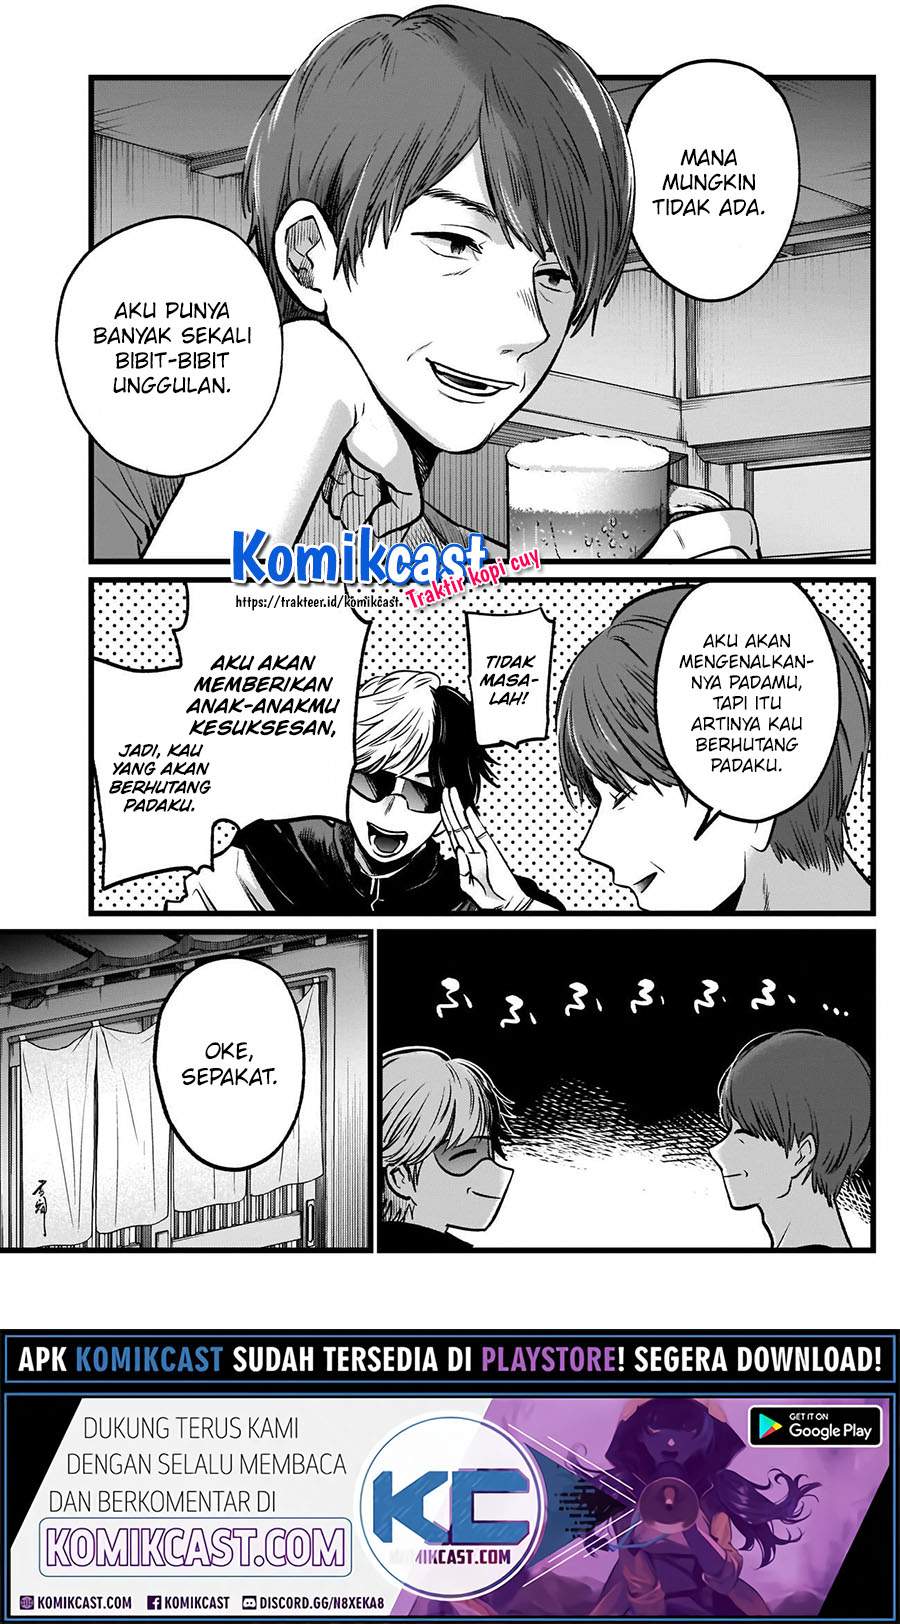 MANA
MUNGKIN
TIDAK ADA.
AKU PUNYA
BANYAK SEKALI
BIBIT-BIBIT
UNGGULAN.
Komikcast
Traktir kopi cuy
https://trakteer.id/komikcast
AKU AKAN
MENGENALKAN-
NYA PADAMU,
TAPI ITU
ARTINYA KAU
BERHUTANG
PADAKU.
TIDAK
MASA-
LAH!
AKU AKAN
MEMBERIKAN
ANAK-ANAKMU
KESUKSESAN,
JADI, KAU
YANG AKAN
BERHUTANG
PADAKU.
ふ、ふ、ふ、ふ、ふ、ふ、...
OKE,
SEPAKAT.
APK KOMIKCAST SUDAH TERSEDIA DI PLAYSTORE! SEGERA DOWNLOAD!
DUKUNG TERUS KAMI
DENGAN SELALU MEMBACA
DAN BERKOMENTAR DI
KOMIKCAST.COM
KC
KOMIKCAST.COM
GET IT ON
Google Play
KOMIKCAST.COM KOMIKCAST DISCORD.GG/N8XEKA8